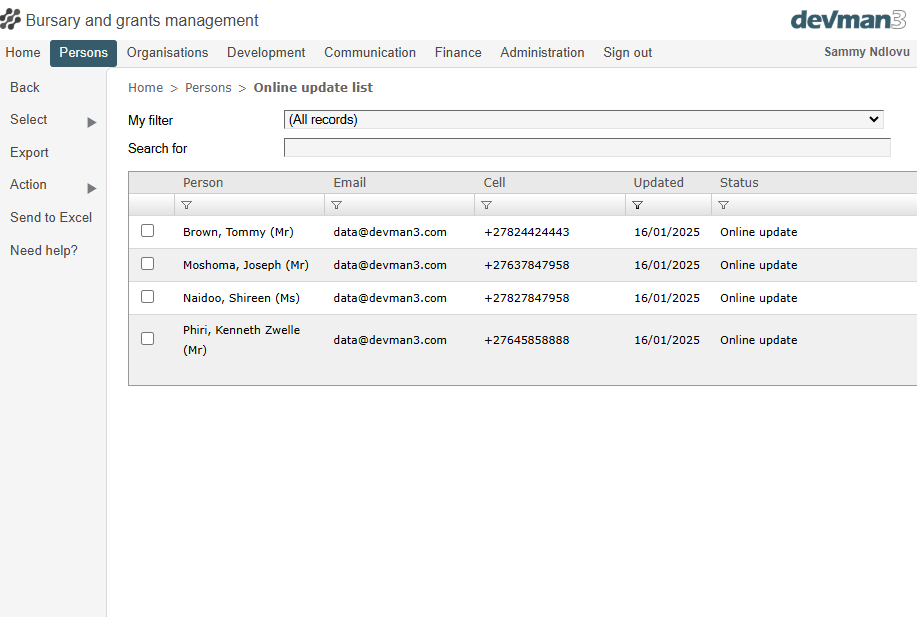 Bursary and grants management
devman3
Home Persons Organisations Development Communication Finance Administration Sign out Sammy Ndlovu
Back
Select
Export
Action
Send to Excel
Need help?
Home > Persons > Online update list
My filter (All records)
Search for
Person Email Cell Updated Status
Brown, Tommy (Mr) data@devman3.com +27824424443 16/01/2025 Online update
Moshoma, Joseph (Mr) data@devman3.com +27637847958 16/01/2025 Online update
Naidoo, Shireen (Ms) data@devman3.com +27827847958 16/01/2025 Online update
Phiri, Kenneth Zwelle
(Mr) data@devman3.com +27645858888 16/01/2025 Online update